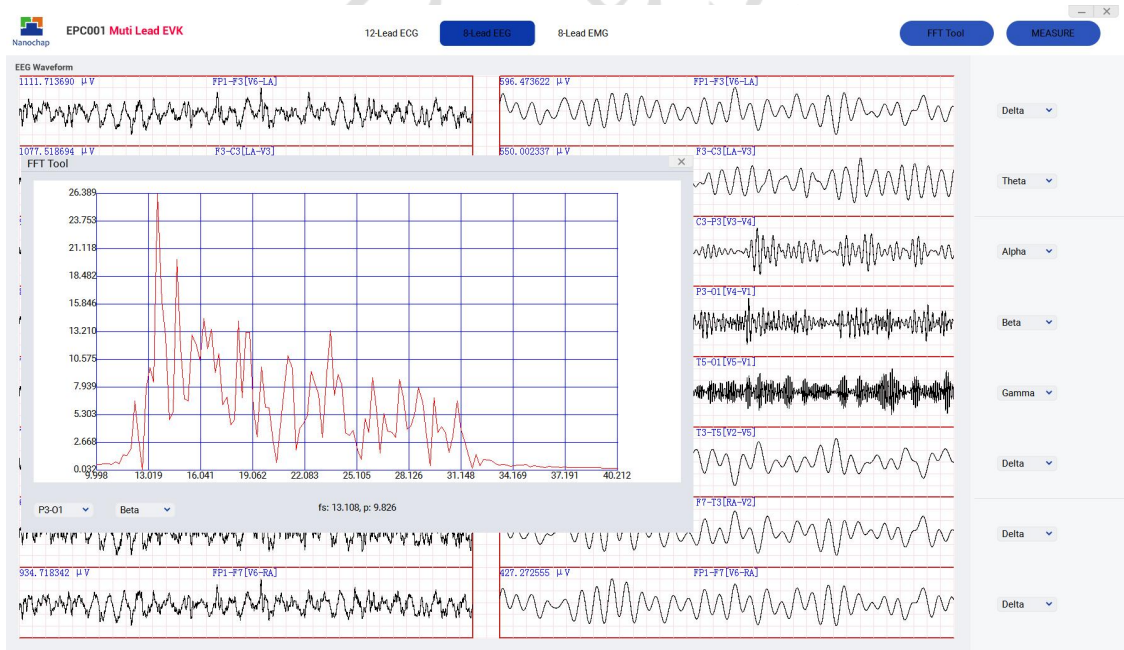 Nanochap
EPC001 Muti Lead EVK
12-Lead ECG
8-Lead EEG
8-Lead EMG
FFT Tool
MEASURE
EEG Waveform
1111.713690 μV
FP1-F3[V6-LA]
596.473622 μV
FP1-F3[V6-LA]
Delta
1077.518694 μV
F3-C3[LA-V3]
550.002337 μV
F3-C3[LA-V3]
Theta
FFT Tool
26.389
23.753
21.118
18.482
15.846
13.210
10.575
7.939
5.303
2.668
0.032
9.998
13.019
16.041
19.062
22.083
25.105
28.126
31.148
34.169
37.191
40.212
P3-O1
Beta
fs: 13.108, p: 9.826
C3-P3[V3-V4]
Alpha
P3-O1[V4-V1]
Beta
T5-O1[V5-V1]
Gamma
T3-T5[V2-V5]
Delta
F7-T3[RA-V2]
Delta
934.718342 μV
FP1-F7[V6-RA]
427.272555 μV
FP1-F7[V6-RA]
Delta